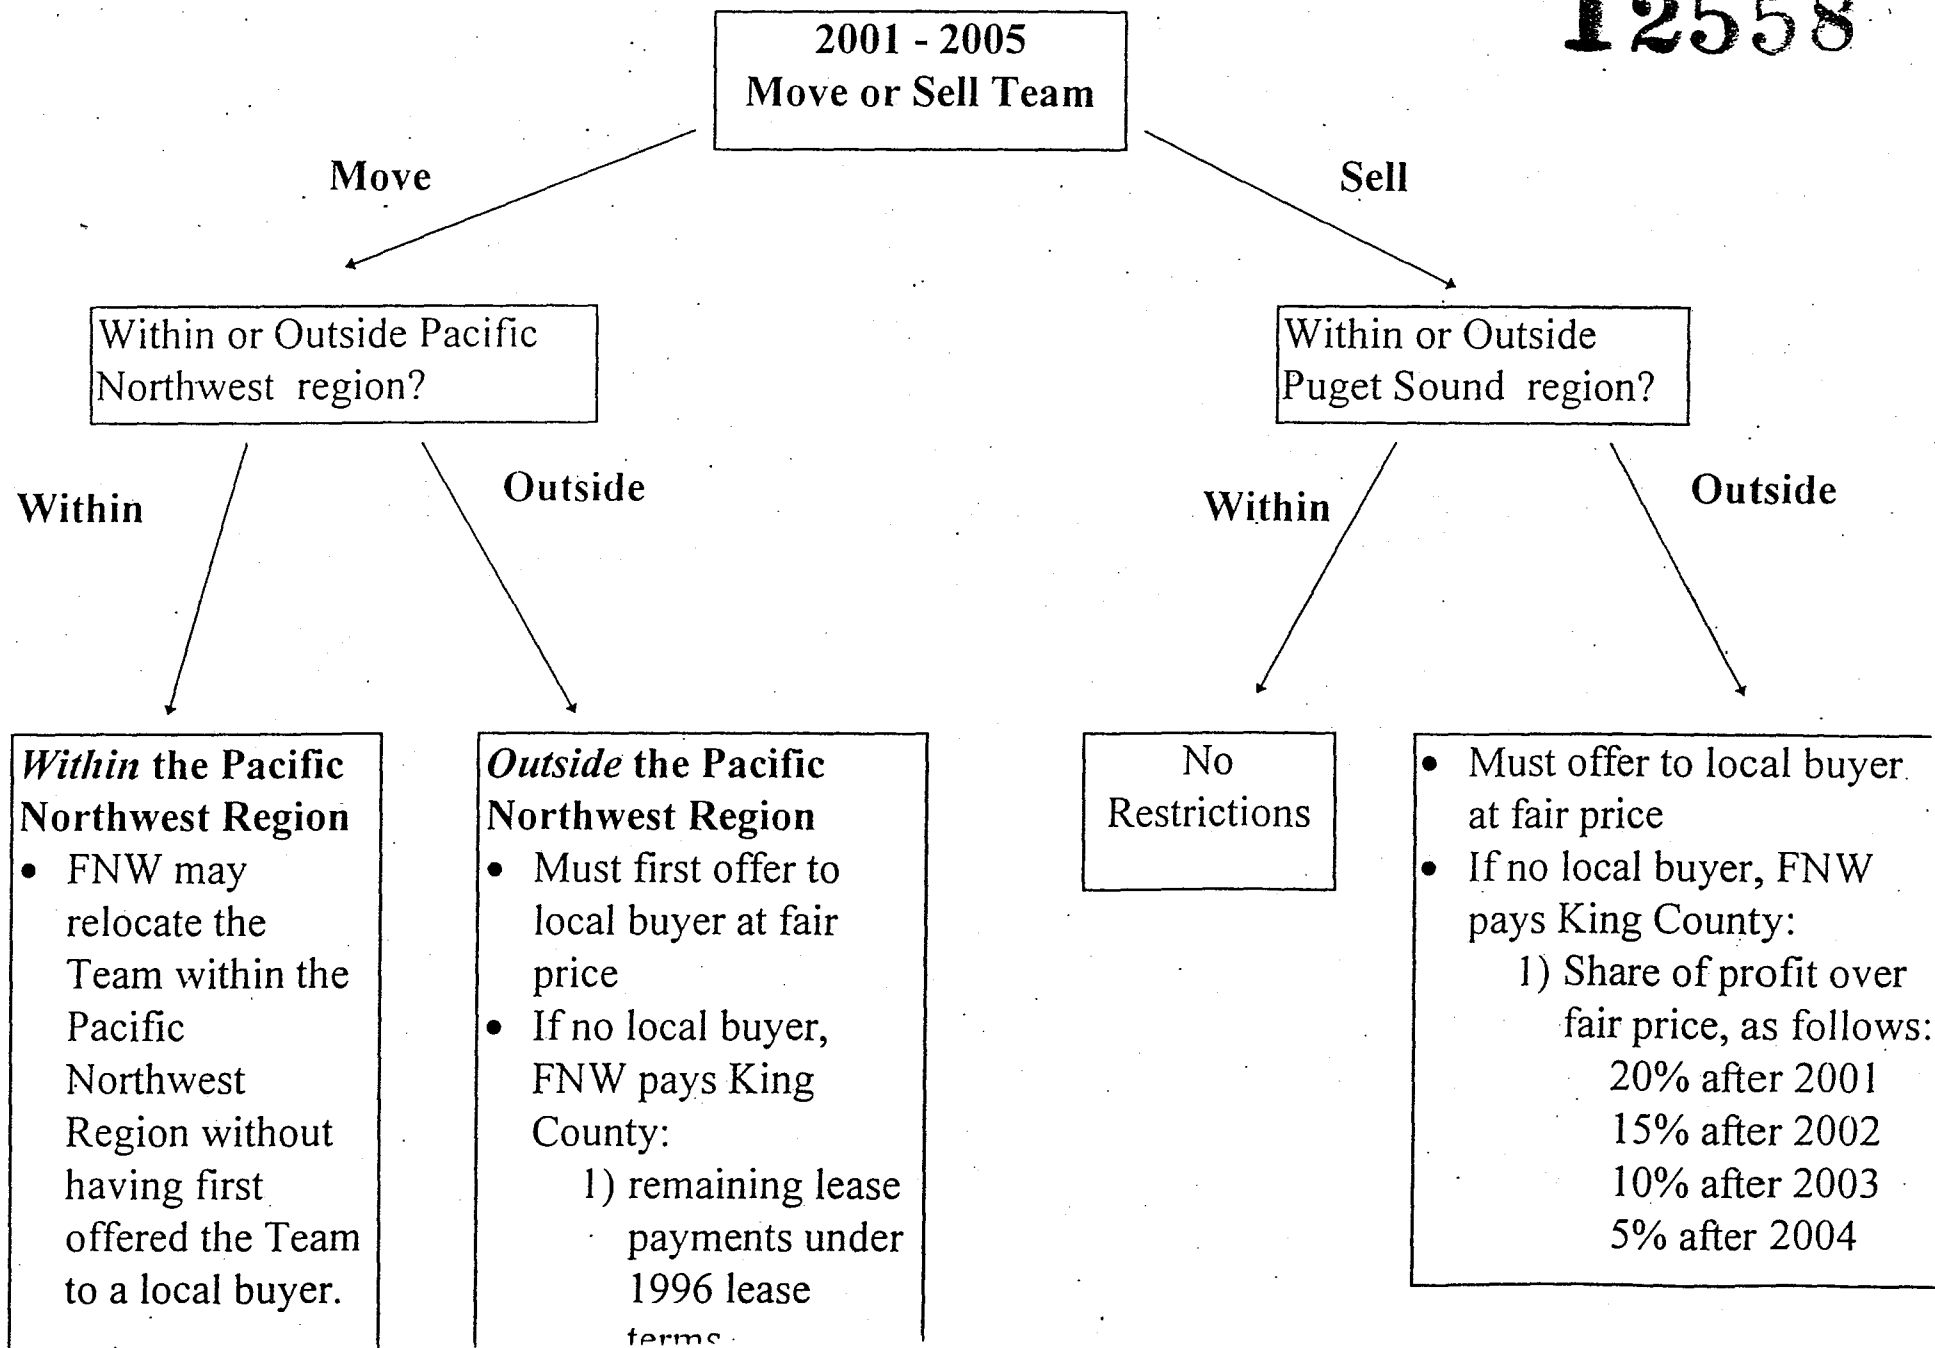 12558
2001 - 2005
Move or Sell Team
Move
Sell
Within or Outside Pacific
Northwest region?
Within or Outside
Puget Sound region?
Within
Outside
Within
Outside
Within the Pacific
Northwest Region
• FNW may
relocate the
Team within the
Pacific
Northwest
Region without
having first
offered the Team
to a local buyer.
Outside the Pacific
Northwest Region
• Must first offer to
local buyer at fair
price
• If no local buyer,
FNW pays King
County:
1) remaining lease
payments under
1996 lease
terms
No
Restrictions
• Must offer to local buyer
at fair price
• If no local buyer, FNW
pays King County:
1) Share of profit over
fair price, as follows:
20% after 2001
15% after 2002
10% after 2003
5% after 2004